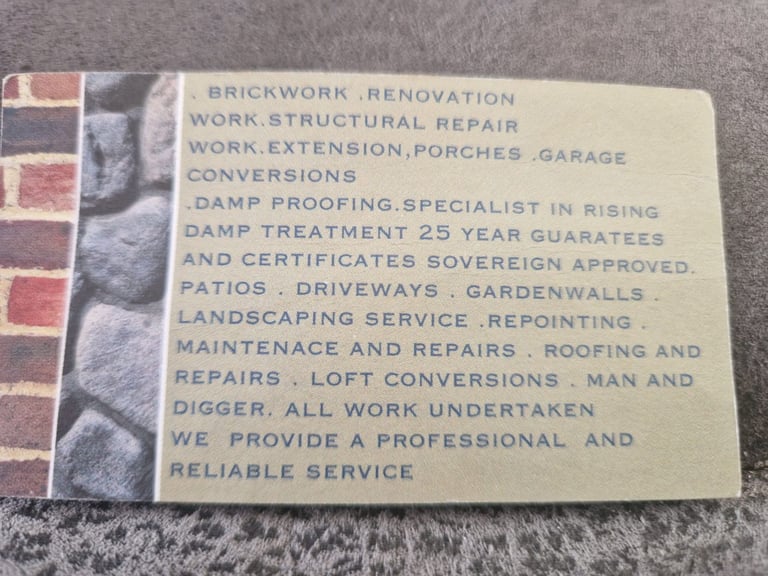 . BRICKWORK .RENOVATION
WORK.STRUCTURAL REPAIR
WORK.EXTENSION,PORCHES .GARAGE
CONVERSIONS
.DAMP PROOFING.SPECIALIST IN RISING
DAMP TREATMENT 25 YEAR GUARATEES
AND CERTIFICATES SOVEREIGN APPROVED.
PATIOS . DRIVEWAYS . GARDENWALLS .
LANDSCAPING SERVICE .REPOINTING .
MAINTENACE AND REPAIRS . ROOFING AND
REPAIRS . LOFT CONVERSIONS . MAN AND
DIGGER. ALL WORK UNDERTAKEN
WE PROVIDE A PROFESSIONAL AND
RELIABLE SERVICE